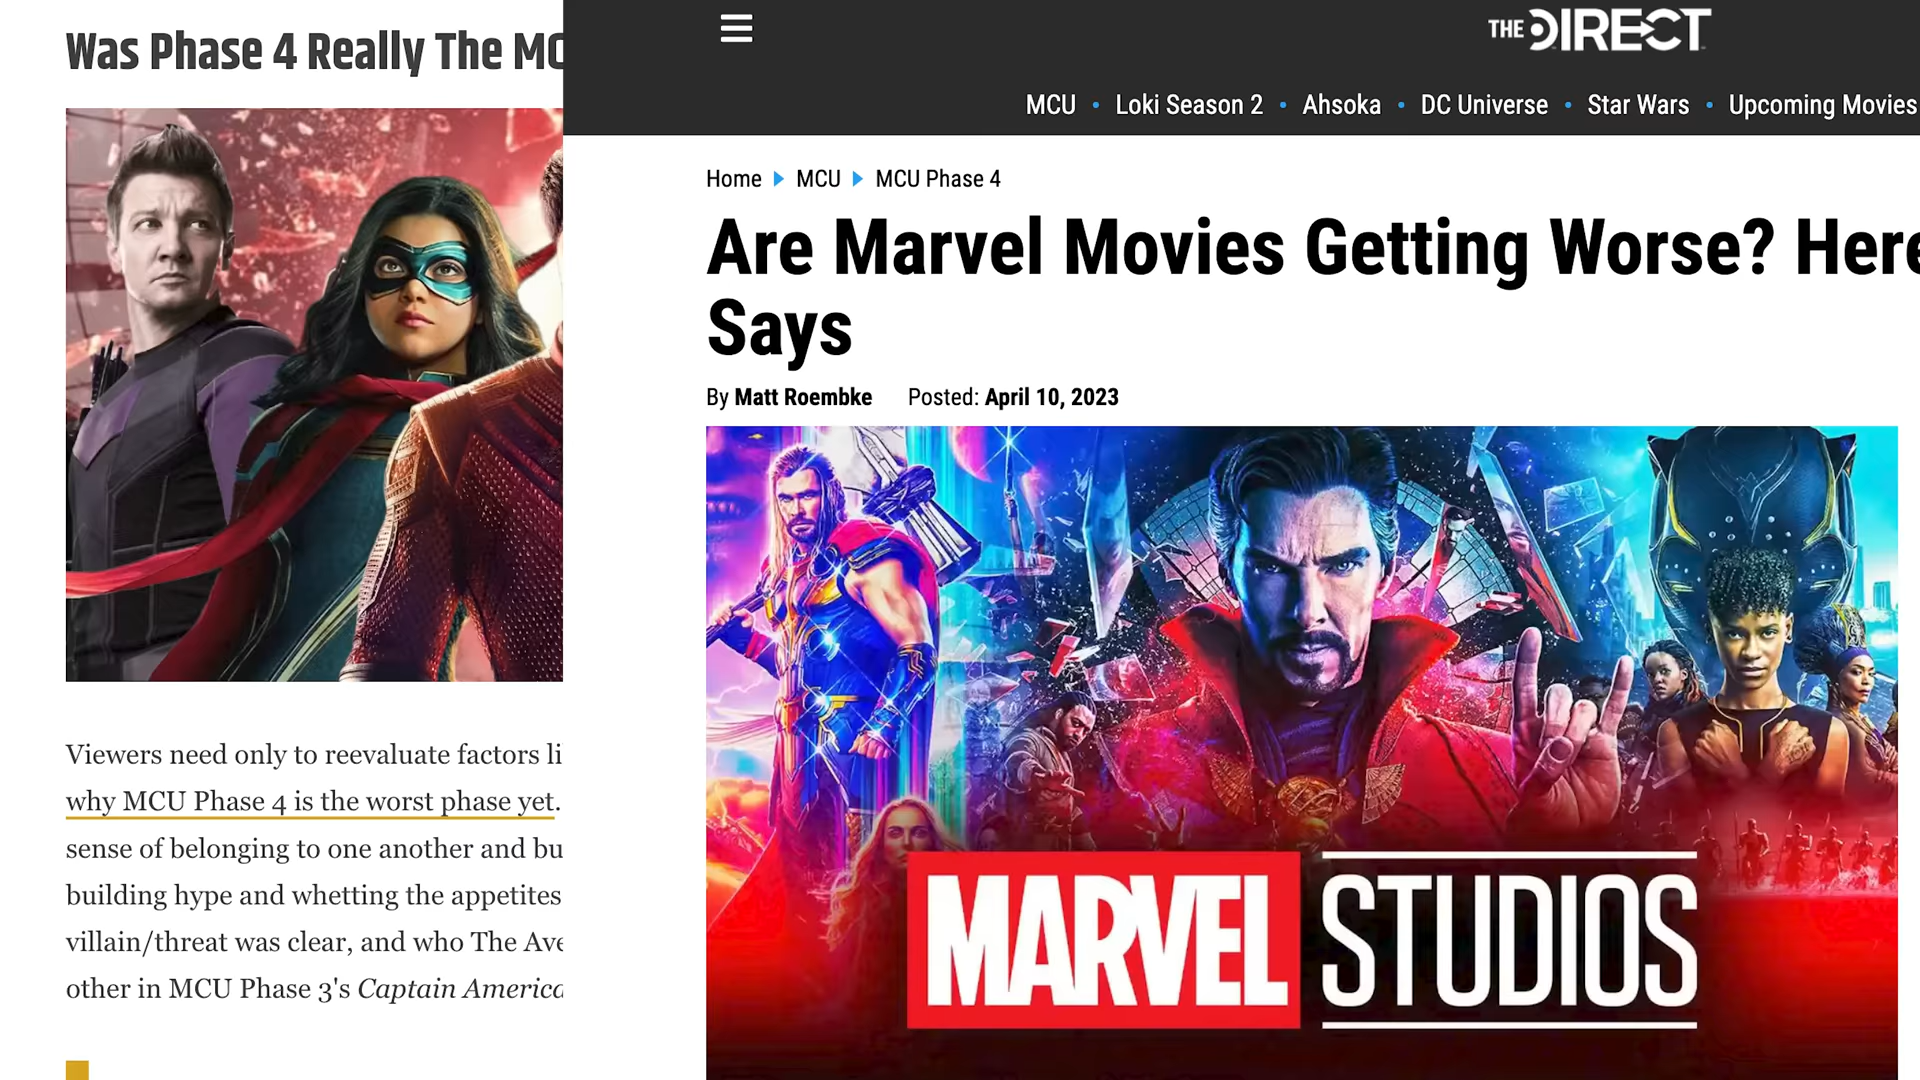 Was Phase 4 Really The MC
Viewers need only to reevaluate factors li
why MCU Phase 4 is the worst phase yet.
sense of belonging to one another and bu
building hype and whetting the appetites
villain/threat was clear, and who The Ave
other in MCU Phase 3's Captain America
THE DIRECT
MCU • Loki Season 2 • Ahsoka • DC Universe • Star Wars • Upcoming Movies
Home ▶ MCU ▶ MCU Phase 4
Are Marvel Movies Getting Worse? Here
Says
By Matt Roembke Posted: April 10, 2023
MARVEL STUDIOS